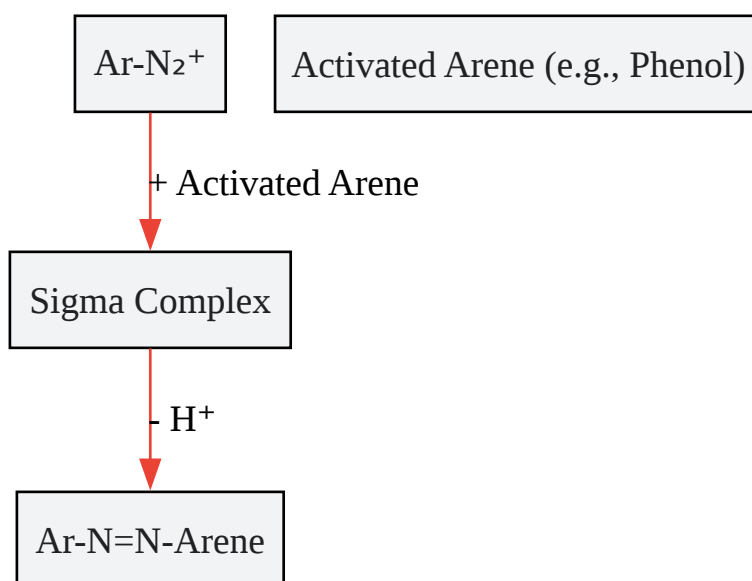 Ar-N₂⁺
Activated Arene (e.g., Phenol)
+ Activated Arene
Sigma Complex
- H⁺
Ar-N=N-Arene